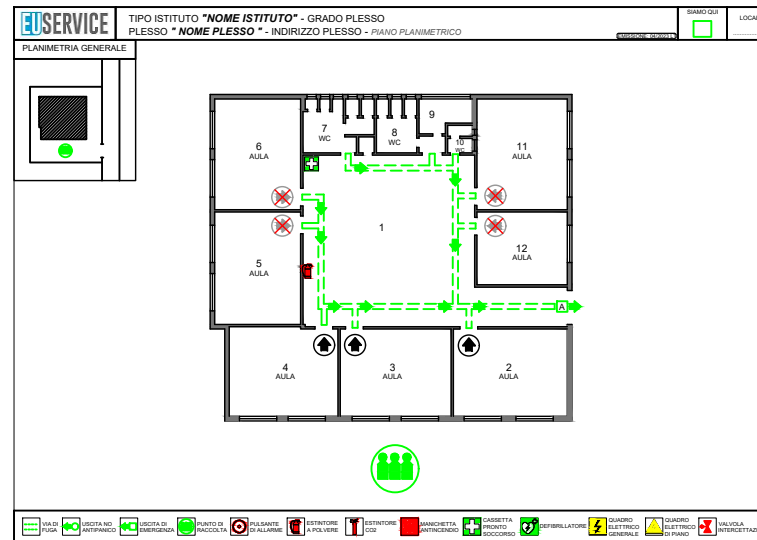 EUSERVICE
TIPO ISTITUTO "NOME ISTITUTO" - GRADO PLESSO
PLESSO " NOME PLESSO " - INDIRIZZO PLESSO - PIANO PLANIMETRICO
SIAMO QUI
PLANIMETRIA GENERALE
6
AULA
7
WC
8
WC
9
10
WC
11
AULA
1
12
AULA
5
AULA
A
4
AULA
3
AULA
2
AULA
VIA DI
FUGA
USCITA NO
ANTIPANICO
USCITA DI
EMERGENZA
PUNTO DI
RACCOLTA
PULSANTE
DI ALLARME
ESTINTORE
A POLVERE
ESTINTORE
CO2
MANCHETTA
ANTINCENDIO
CASSETTA
PRONTO
SOCCORSO
DEFIBRILLATORE
QUADRO
ELETTRICO
GENERALE
QUADRO
ELETTRICO
DI PIANO
VALVOLA